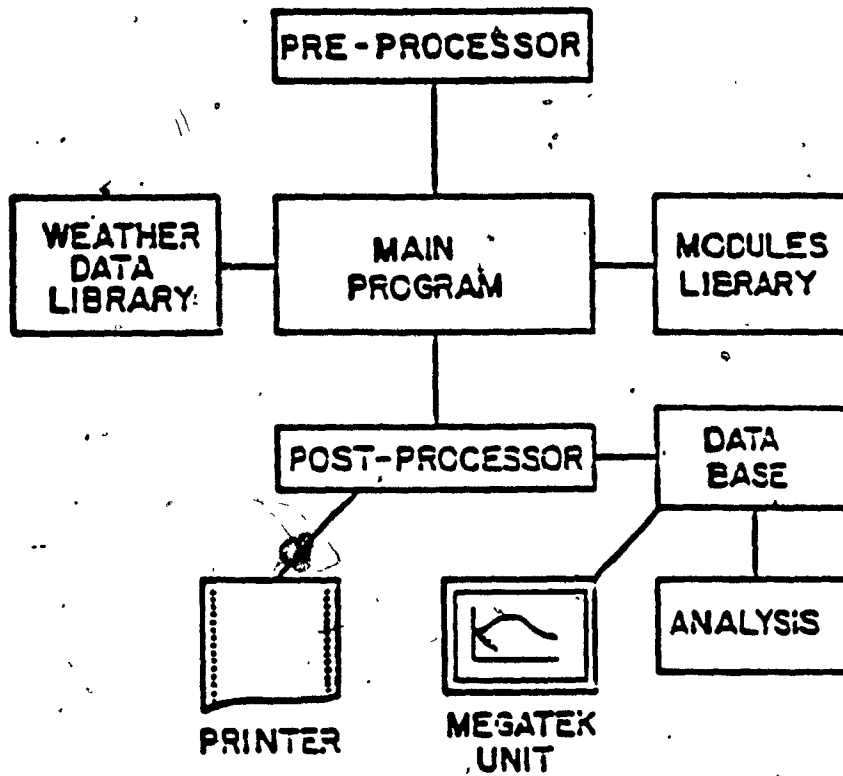 PRE-PROCESSOR
WEATHER
DATA
LIBRARY
MAIN
PROGRAM
MODULES
LIBRARY
POST-PROCESSOR
DATA
BASE
ANALYSIS
PRINTER
MEGATEK
UNIT